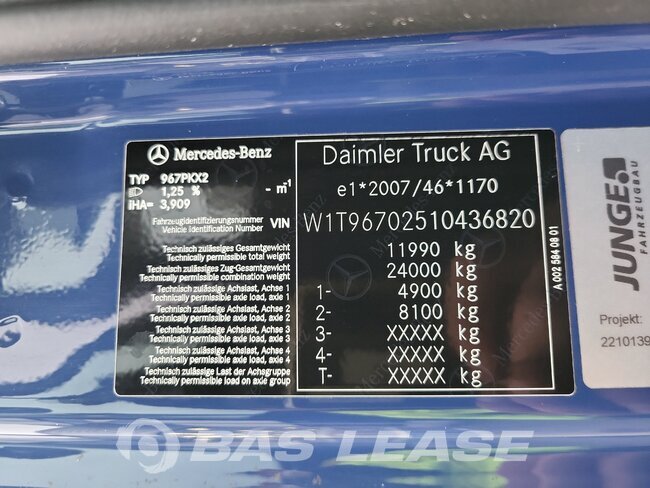 Mercedes-Benz
TYP 967PKX2
1,25 % - m⁻¹
iHA= 3,909
Fahrzeugidentifizierungsnummer
Vehicle Identification Number VIN
Technisch zulässiges Gesamtgewicht
Technically permissible total weight
Technisch zulässiges Zug-Gesamtgewicht
Technically permissible combination weight
Technisch zulässige Achslast, Achse 1
Technically permissible axle load, axle 1
Technisch zulässige Achslast, Achse 2
Technically permissible axle load, axle 2
Technisch zulässige Achslast, Achse 3
Technically permissible axle load, axle 3
Technisch zulässige Achslast, Achse 4
Technically permissible axle load, axle 4
Technisch zulässige Last der Achsgruppe
Technically permissible load on axle group
Daimler Truck AG
e1*2007/46*1170
W1T96702510436820
11990 kg
24000 kg
1- 4900 kg
2- 8100 kg
3- XXXXX kg
4- XXXXX kg
T- XXXXX kg
A 002 584 08 01
JUNGE
FAHRZEUGBAU
Projekt:
2210139
BAS LEASE